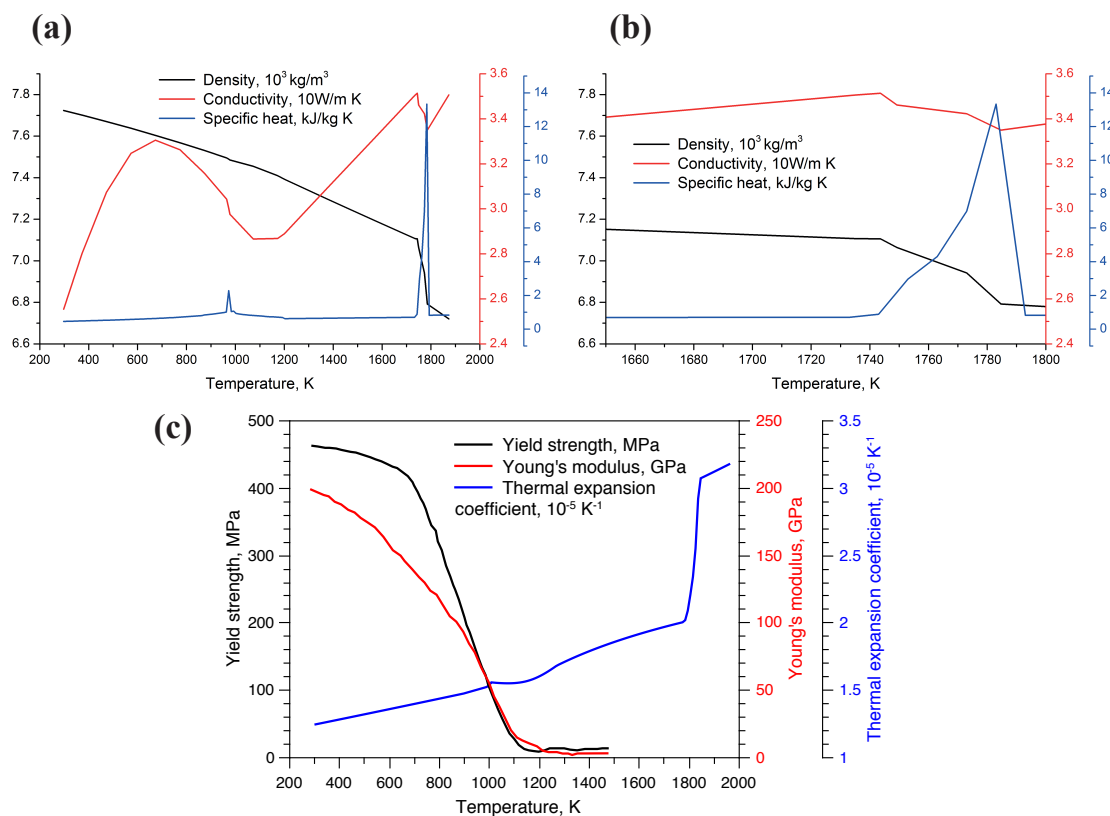 (a)
Density, 10³ kg/m³
Conductivity, 10W/m K
Specific heat, kJ/kg K
7.8
7.6
7.4
7.2
7.0
6.8
6.6
200 400 600 800 1000 1200 1400 1600 1800 2000
Temperature, K
3.6
3.4
3.2
3.0
2.8
2.6
2.4
14
12
10
8
6
4
2
0
(b)
Density, 10³ kg/m³
Conductivity, 10W/m K
Specific heat, kJ/kg K
7.8
7.6
7.4
7.2
7.0
6.8
6.6
1660 1680 1700 1720 1740 1760 1780 1800
Temperature, K
3.6
3.4
3.2
3.0
2.8
2.6
2.4
14
12
10
8
6
4
2
0
(c)
Yield strength, MPa
Young's modulus, GPa
Thermal expansion
coefficient, 10⁻⁵ K⁻¹
Yield strength, MPa
500
400
300
200
100
0
200 400 600 800 1000 1200 1400 1600 1800 2000
Temperature, K
250
200
150
100
50
0
Young's modulus, GPa
3.5
3
2.5
2
1.5
1
Thermal expansion coefficient, 10⁻⁵ K⁻¹